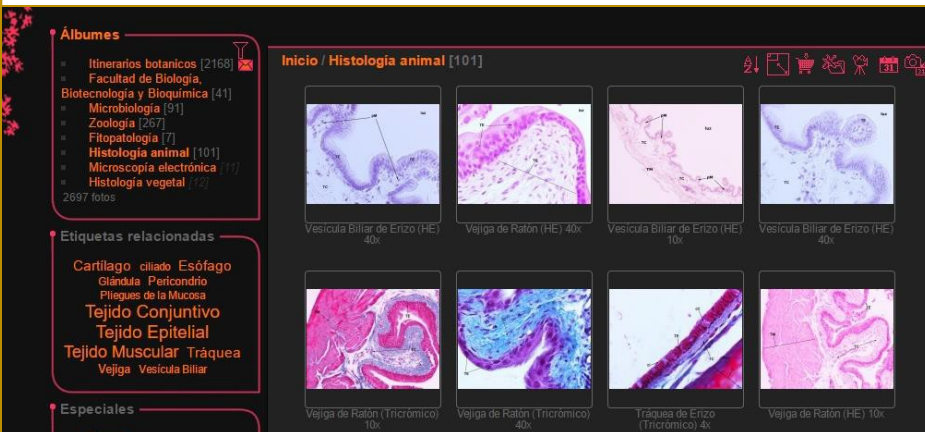 Álbumes
Itinerarios botanicos [2168]
Facultad de Biología,
Biotecnología y Bioquímica [41]
Microbiología [91]
Zoología [267]
Fitopatología [7]
Histología animal [101]
Microscopía electrónica [11]
Histología vegetal [12]
2697 fotos
Etiquetas relacionadas
Cartílago ciliado Esófago
Glándula Pericondrio
Pliegues de la Mucosa
Tejido Conjuntivo
Tejido Epitelial
Tejido Muscular Tráquea
Vejiga Vesícula Biliar
Especiales
Inicio / Histología animal [101]
31
Vesícula Biliar de Erizo (HE)
40x
Vejiga de Ratón (HE) 40x
Vesícula Biliar de Erizo (HE)
10x
Vesícula Biliar de Erizo (HE)
40x
Vejiga de Ratón (Tricrómico)
10x
Vejiga de Ratón (Tricrómico)
40x
Tráquea de Erizo
(Tricrómico) 4x
Vejiga de Ratón (HE) 10x